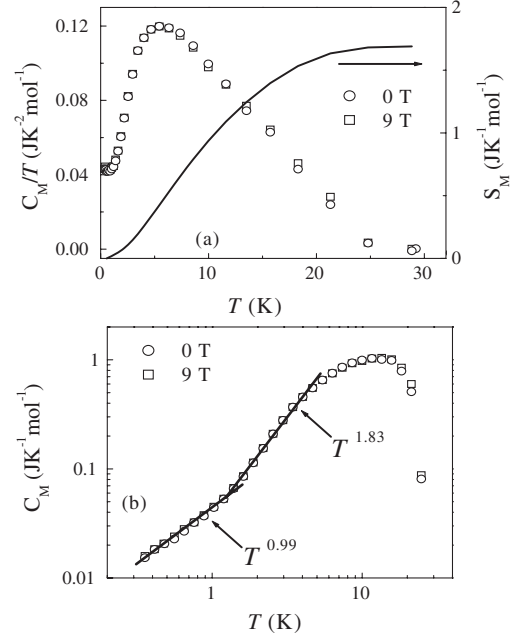 0.12
0.08
0.04
0.00
C_M/T (JK^-2 mol^-1)
2
1
0
S_M (JK^-1 mol^-1)
0 T
9 T
(a)
0 10 20 30
T (K)
0 T
9 T
1
0.1
0.01
C_M (JK^-1 mol^-1)
T^1.83
(b)
T^0.99
1 10
T (K)